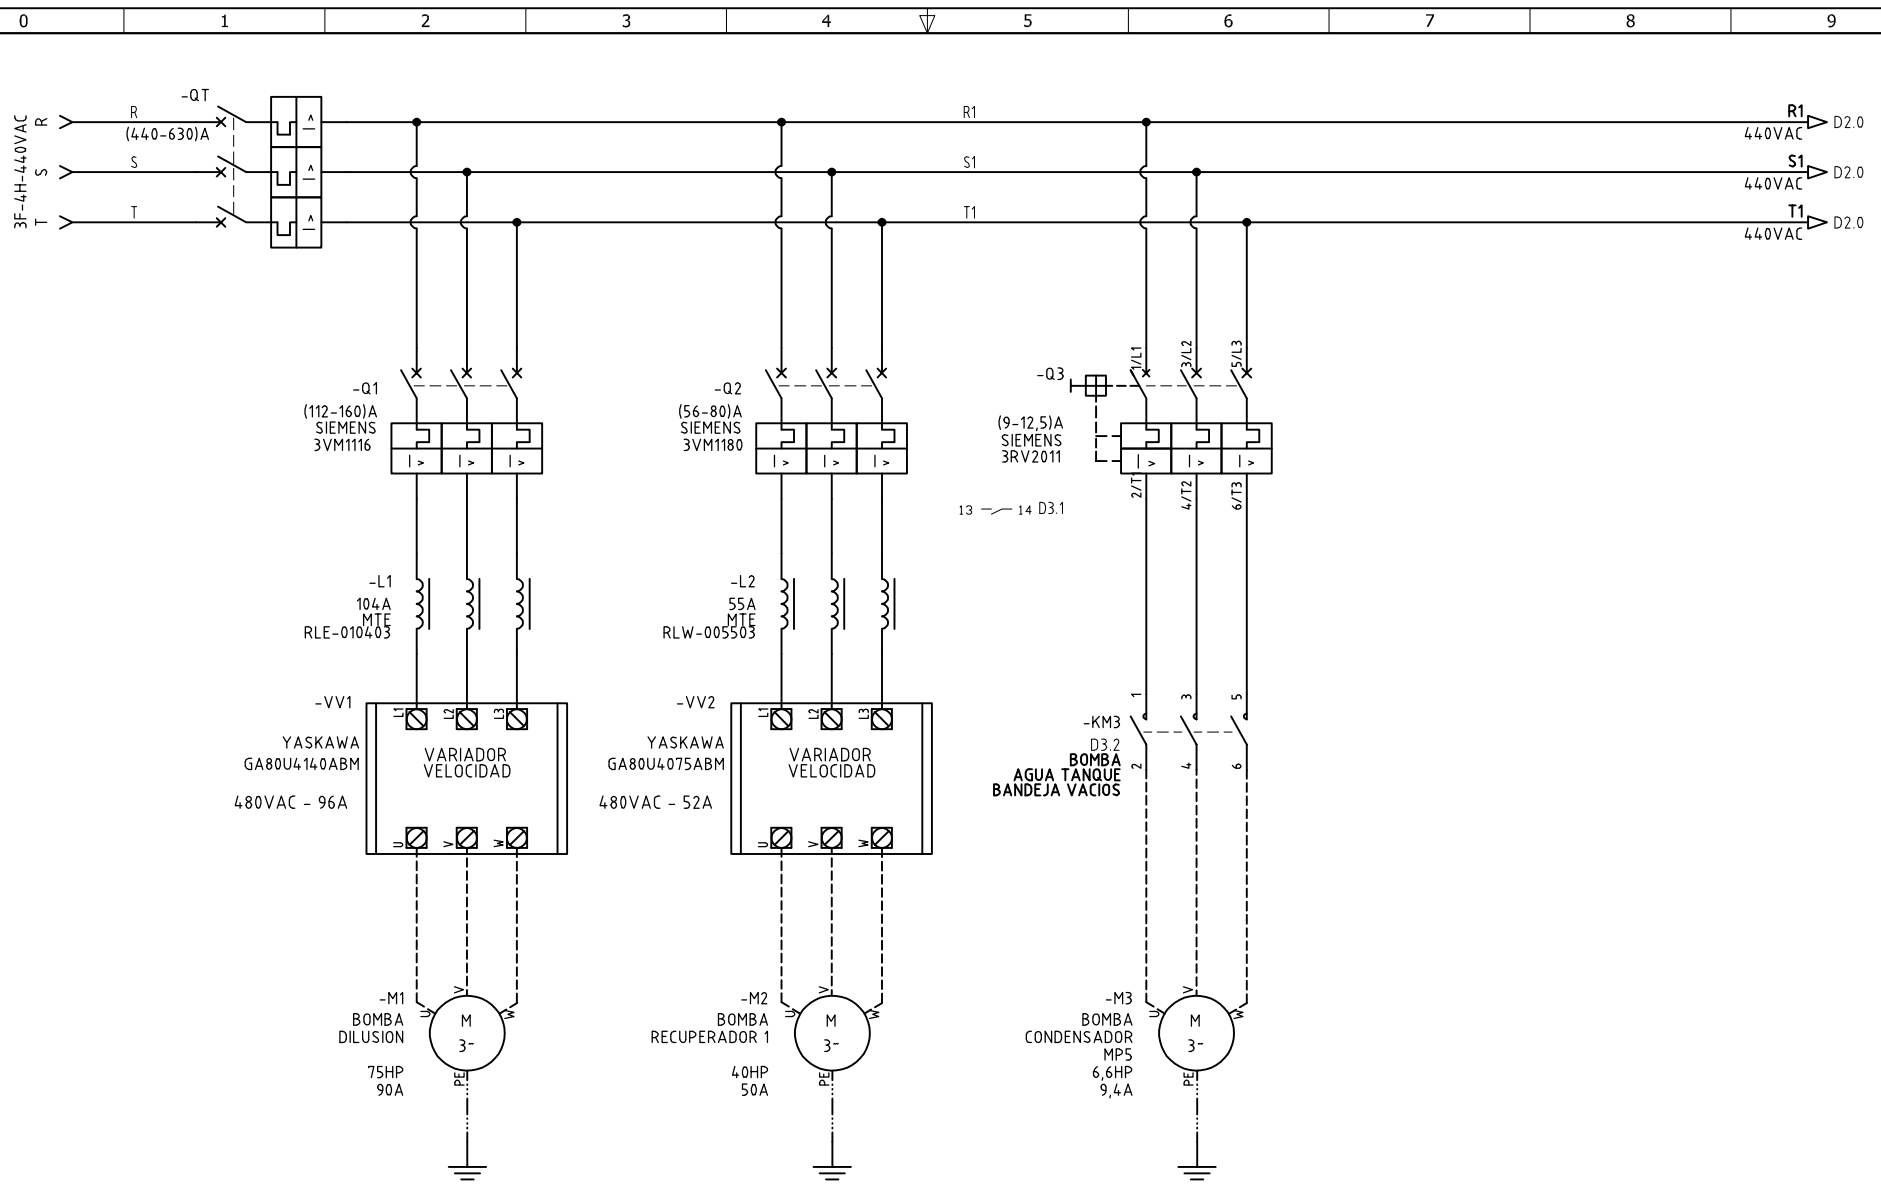 0 1 2 3 4 5 6 7 8 9
3F-4H-440VAC
R
S
T
R
S
T
-QT
(440-630)A
R1
S1
T1
R1
440VAC
D2.0
S1
440VAC
D2.0
T1
440VAC
D2.0
-Q1
(112-160)A
SIEMENS
3VM1116
I >
I >
I >
-L1
104A
MTE
RLE-010403
-VV1
YASKAWA
GA80U4140ABM
480VAC - 96A
L1
L2
L3
VARIADOR
VELOCIDAD
U
V
W
-M1
BOMBA
DILUSION
75HP
90A
U
V
W
M
3~
PE
-Q2
(56-80)A
SIEMENS
3VM1180
I >
I >
I >
-L2
55A
MTE
RLW-005503
-VV2
YASKAWA
GA80U4075ABM
480VAC - 52A
L1
L2
L3
VARIADOR
VELOCIDAD
U
V
W
-M2
BOMBA
RECUPERADOR 1
40HP
50A
U
V
W
M
3~
PE
-Q3
(9-12,5)A
SIEMENS
3RV2011
1/L1
3/L2
5/L3
I >
I >
I >
2/T1
4/T2
6/T3
13
14 D3.1
-KM3
D3.2
BOMBA
AGUA TANQUE
BANDEJA VACIOS
1
3
5
2
4
6
-M3
BOMBA
CONDENSADOR
MP5
6,6HP
9,4A
U
V
W
M
3~
PE